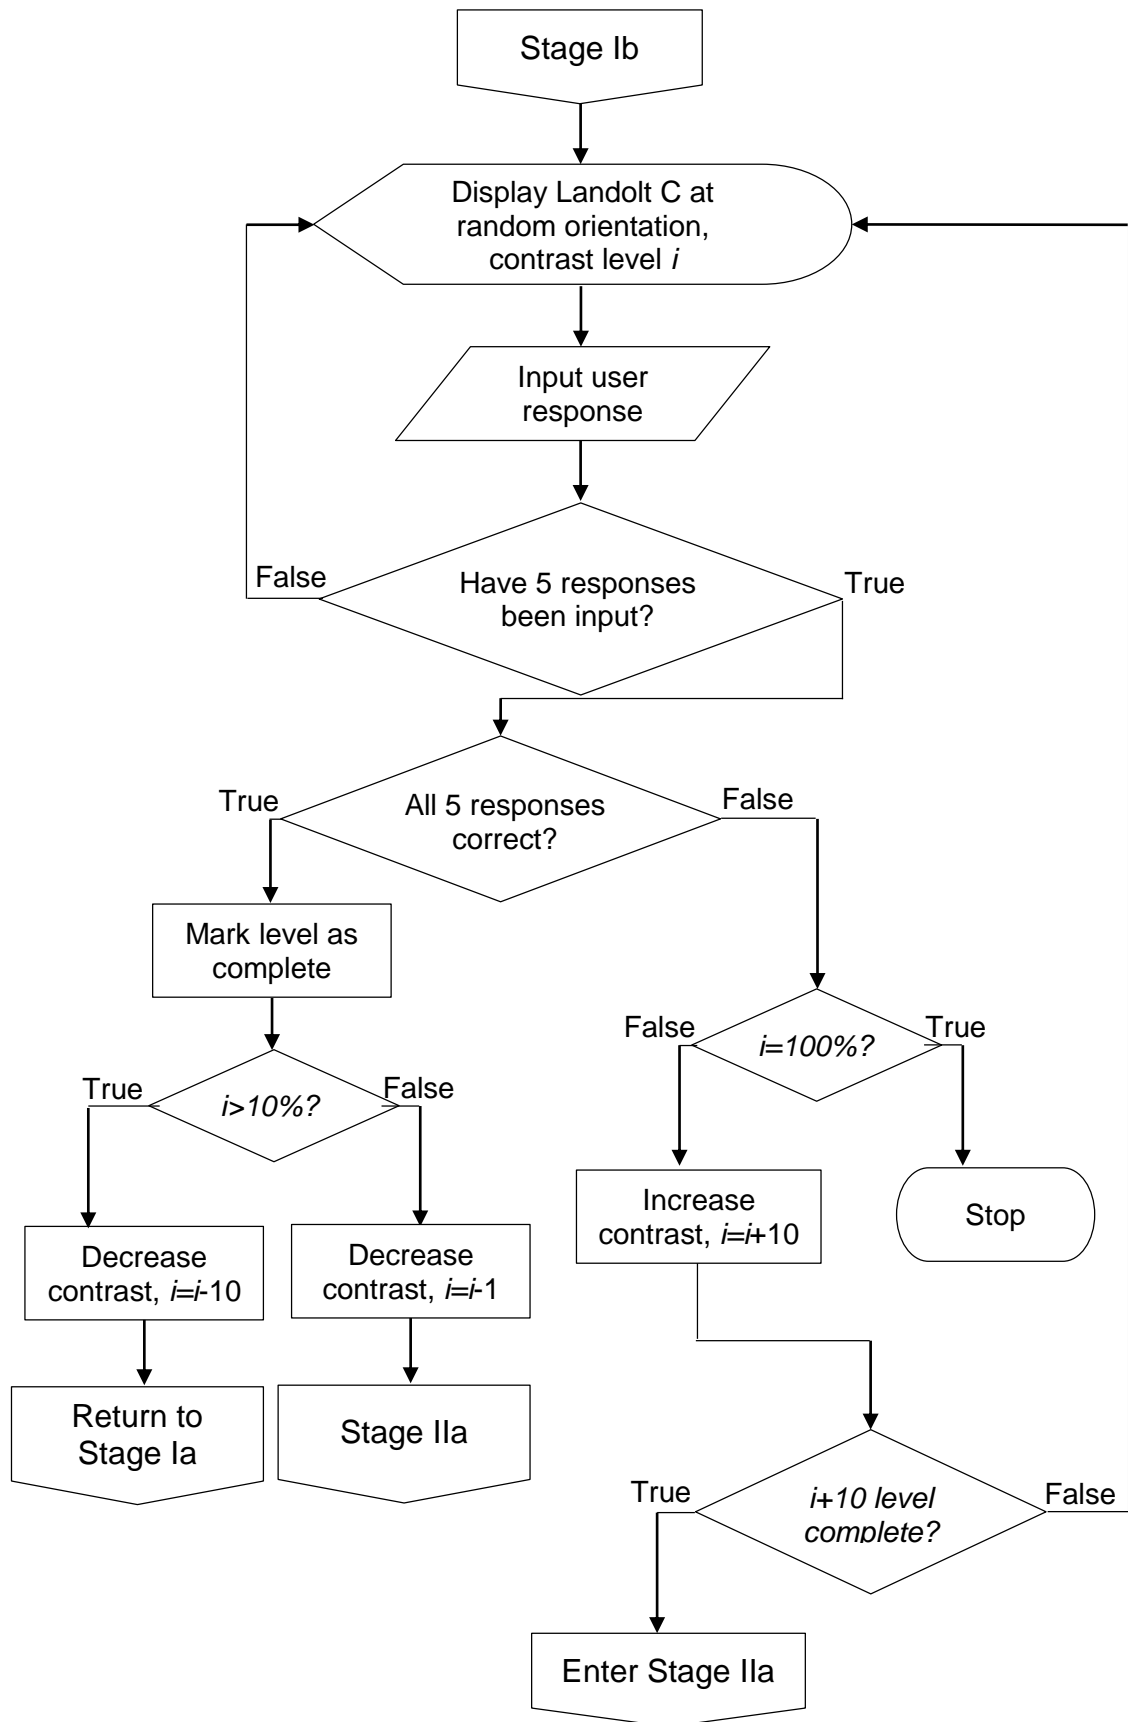 Stage Ib
Display Landolt C at
random orientation,
contrast level i
Input user
response
False
Have 5 responses
been input?
True
True
All 5 responses
correct?
False
Mark level as
complete
False
i=100%?
True
True
i>10%?
False
Increase
contrast, i=i+10
Stop
Decrease
contrast, i=i-10
Decrease
contrast, i=i-1
Return to
Stage Ia
Stage IIa
True
i+10 level
complete?
False
Enter Stage IIa